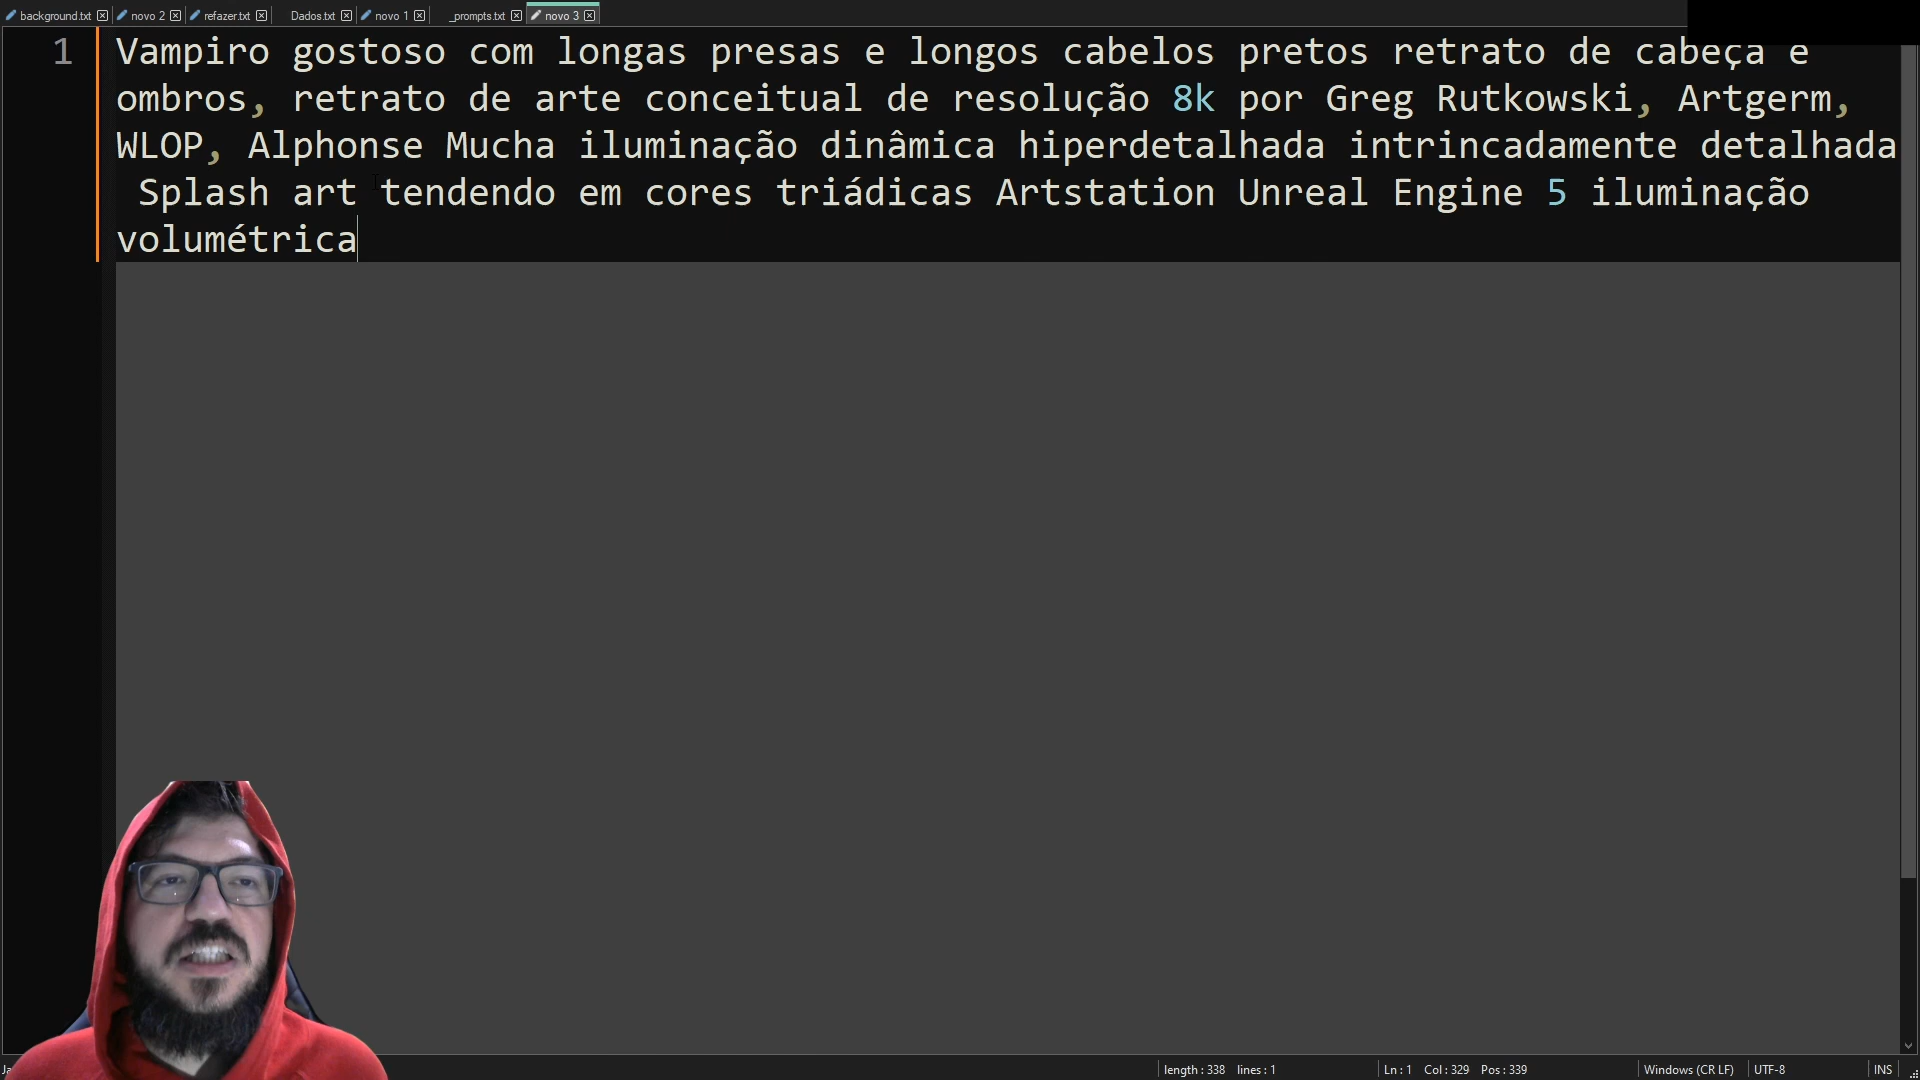 background.txt novo 2 refazer.txt Dados.txt novo 1 _prompts.txt novo 3
1 Vampiro gostoso com longas presas e longos cabelos pretos retrato de cabeça e
ombros, retrato de arte conceitual de resolução 8k por Greg Rutkowski, Artgerm,
WLOP, Alphonse Mucha iluminação dinâmica hiperdetalhada intrincadamente detalhada
Splash art tendendo em cores triádicas Artstation Unreal Engine 5 iluminação
volumétrica
length : 338 lines : 1 Ln : 1 Col : 329 Pos : 339 Windows (CR LF) UTF-8 INS